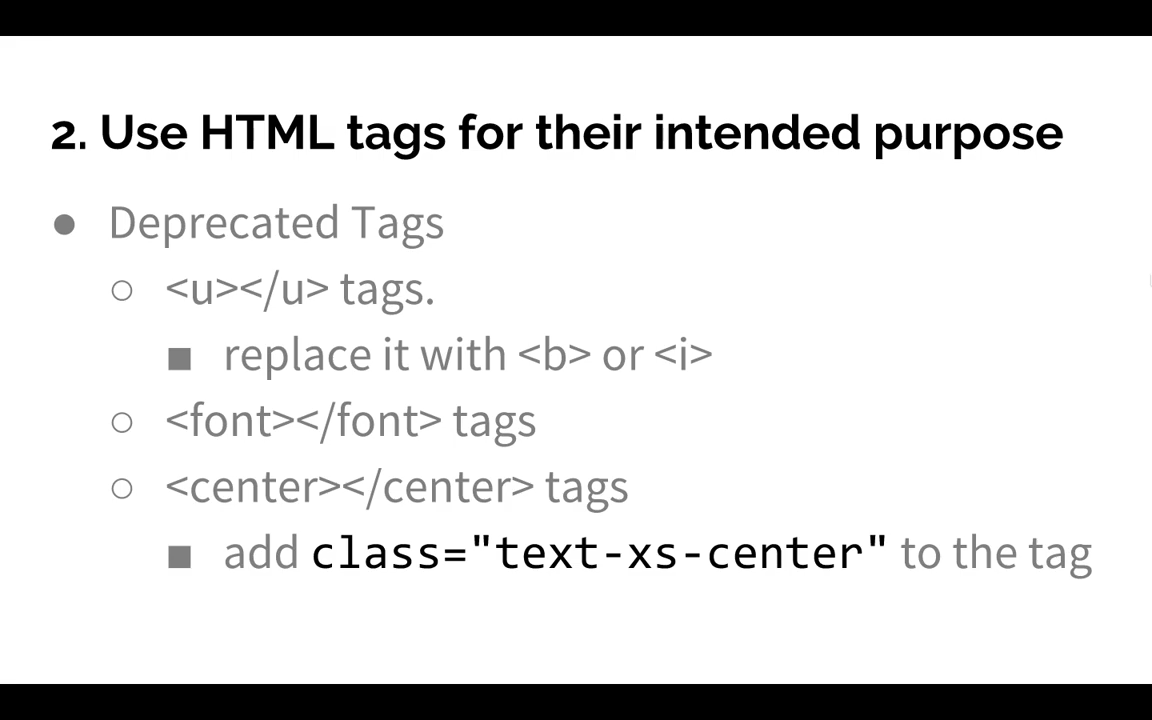 2. Use HTML tags for their intended purpose
● Deprecated Tags
○ <u></u> tags.
■ replace it with <b> or <i>
○ <font></font> tags
○ <center></center> tags
■ add class="text-xs-center" to the tag